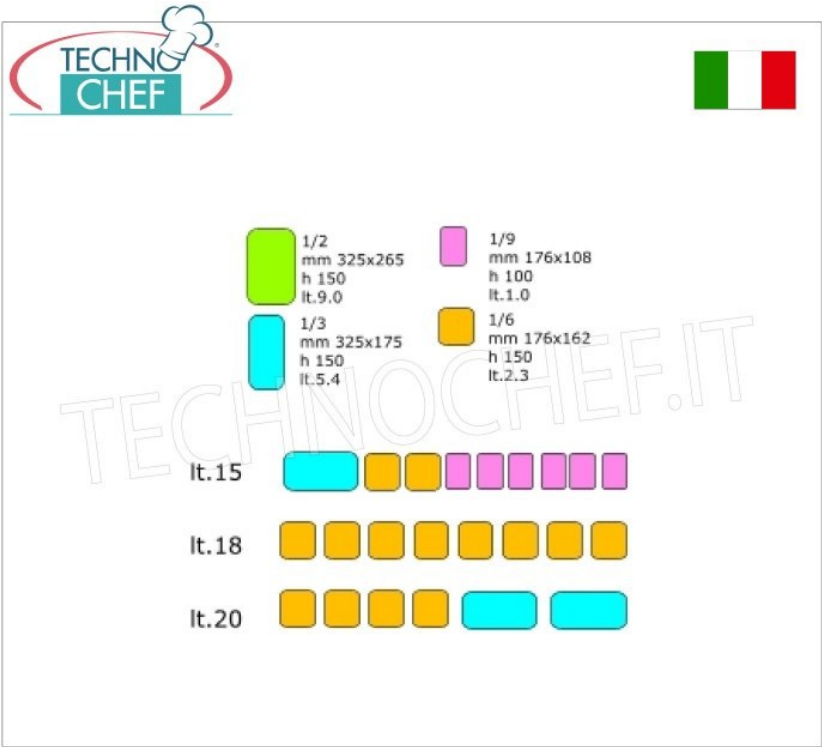 TECHNO
CHEF
®
1/2
mm 325x265
h 150
lt.9.0
1/9
mm 176x108
h 100
lt.1.0
1/3
mm 325x175
h 150
lt.5.4
1/6
mm 176x162
h 150
lt.2.3
TECHNOCHEF.IT
lt.15
lt.18
lt.20